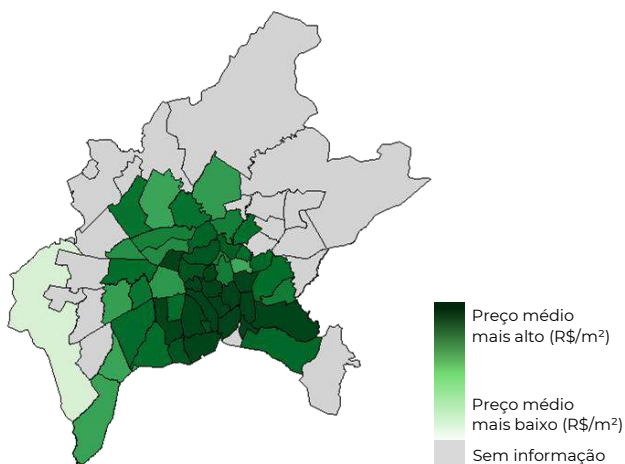 Preço médio
mais alto (R$/m²)
Preço médio
mais baixo (R$/m²)
Sem informação